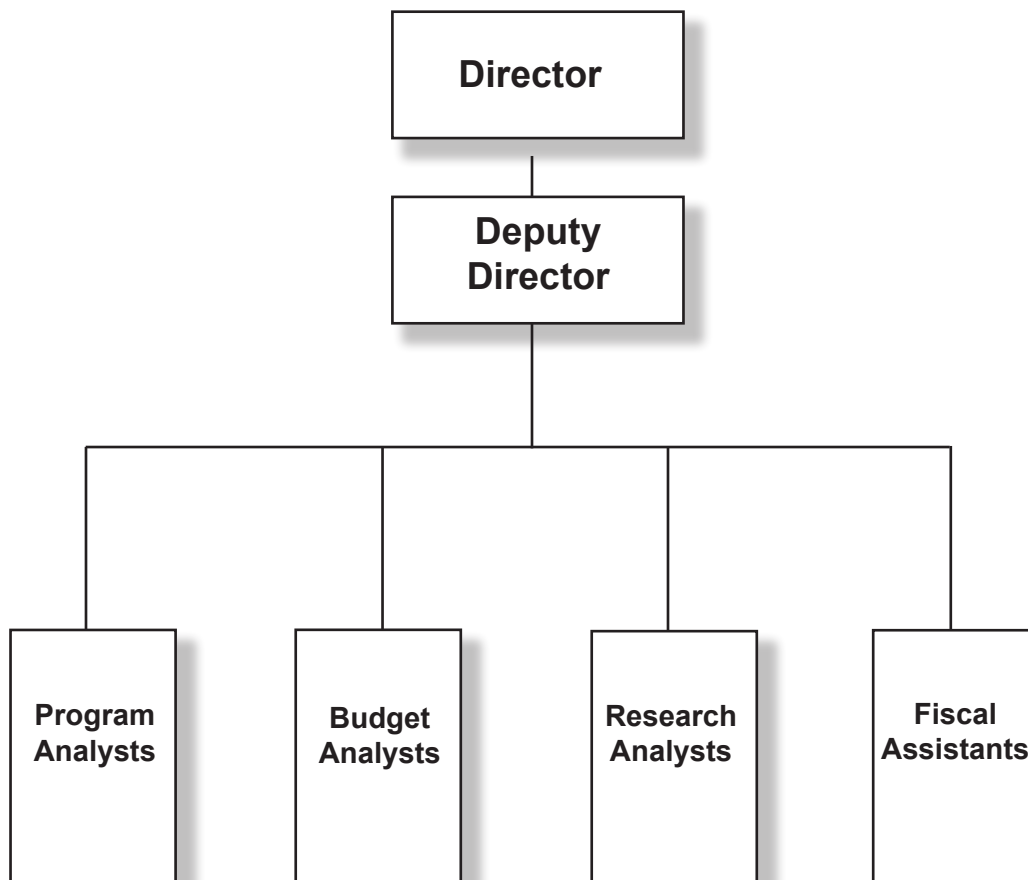 Director
Deputy
Director
Program
Analysts
Budget
Analysts
Research
Analysts
Fiscal
Assistants